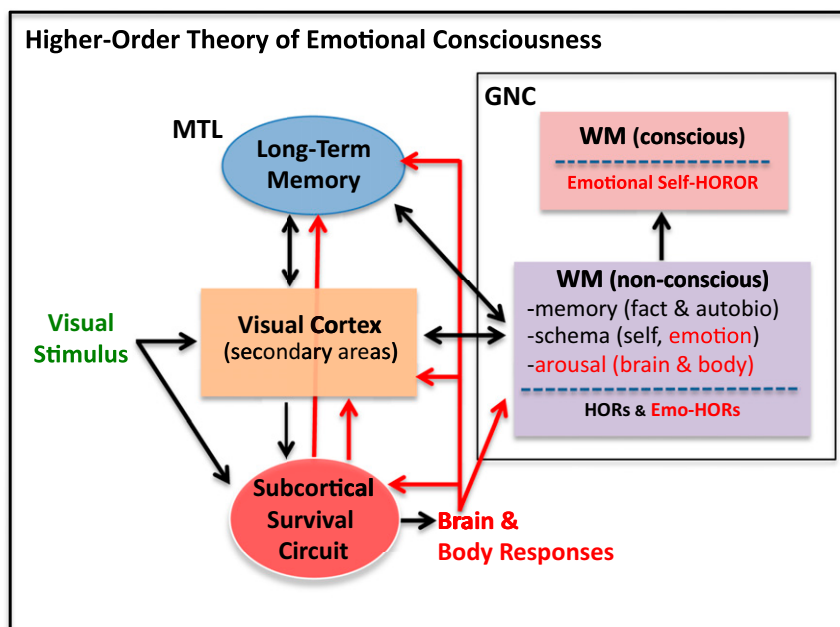 Higher-Order Theory of Emotional Consciousness
GNC
MTL
WM (conscious)
Emotional Self-HOROR
Long-Term
Memory
WM (non-conscious)
-memory (fact & autobio)
-schema (self, emotion)
-arousal (brain & body)
HORs & Emo-HORs
Visual
Stimulus
Visual Cortex
(secondary areas)
Subcortical
Survival
Circuit
Brain &
Body Responses